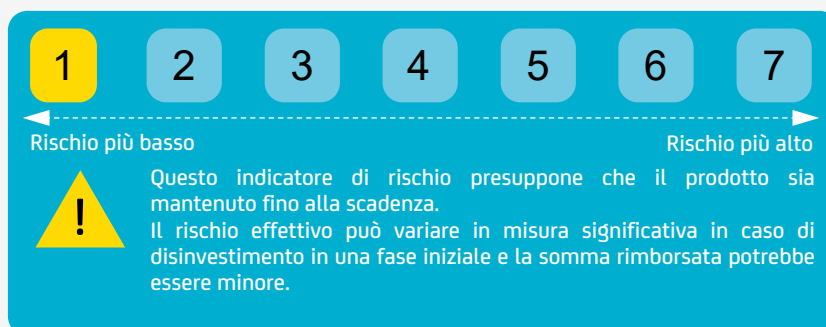 1 2 3 4 5 6 7
Rischio più basso Rischio più alto
!
Questo indicatore di rischio presuppone che il prodotto sia
mantenuto fino alla scadenza.
Il rischio effettivo può variare in misura significativa in caso di
disinvestimento in una fase iniziale e la somma rimborsata potrebbe
essere minore.